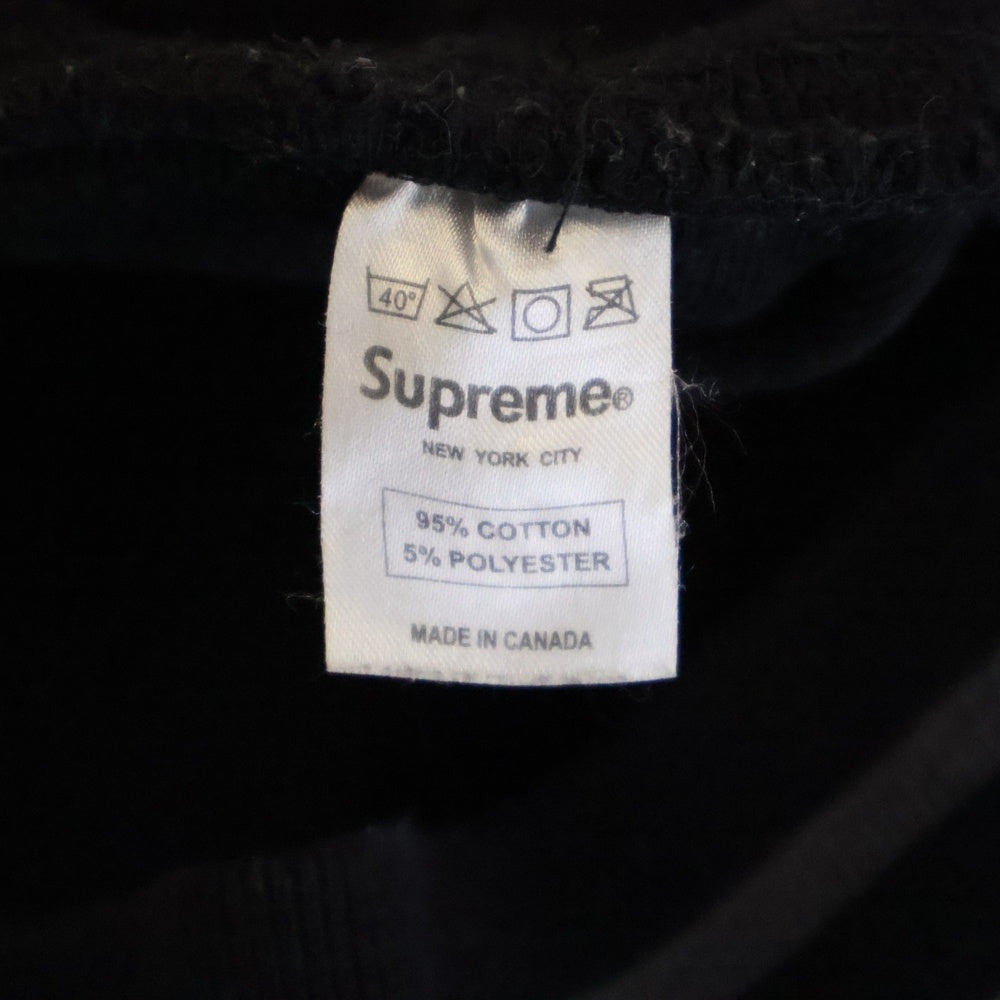 40°
Supreme®
NEW YORK CITY
95% COTTON
5% POLYESTER
MADE IN CANADA